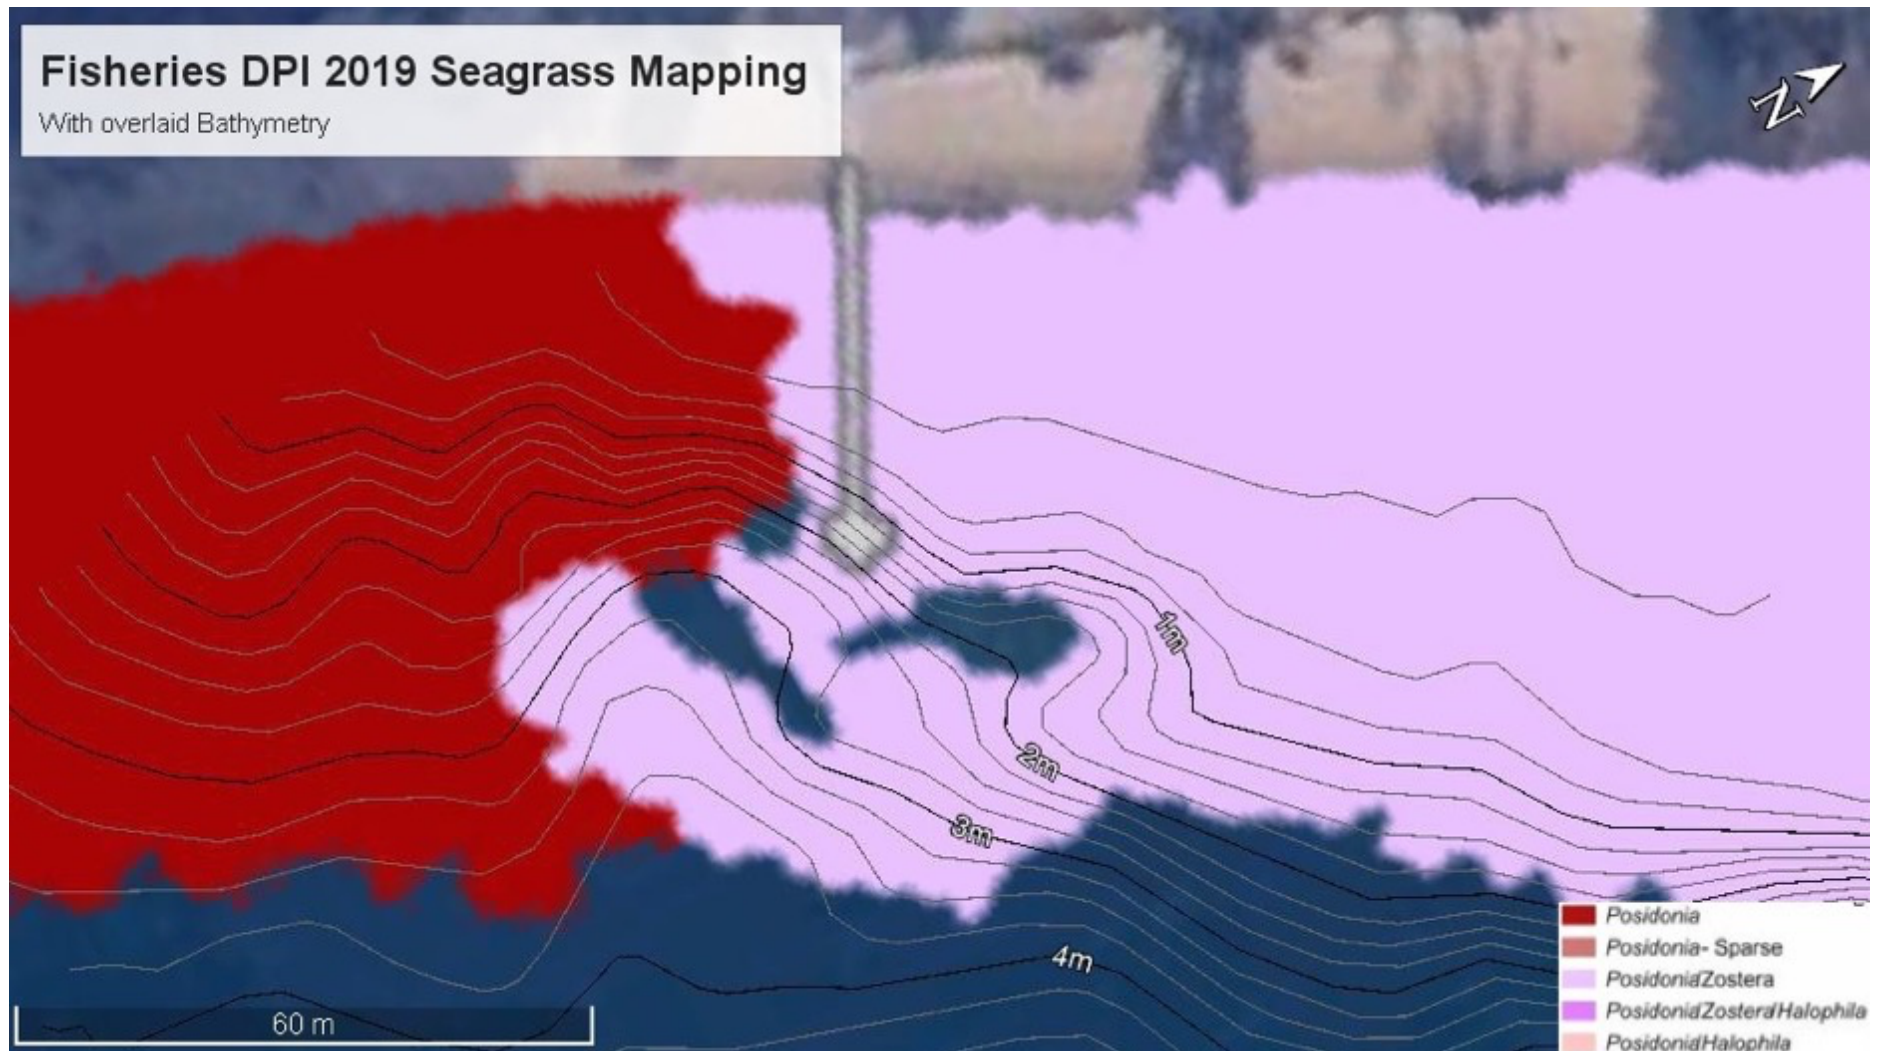 Fisheries DPI 2019 Seagrass Mapping
With overlaid Bathymetry
N
1m
2m
3m
4m
60 m
Posidonia
Posidonia- Sparse
Posidonia/Zostera
Posidonia/Zostera/Halophila
Posidonia/Halophila